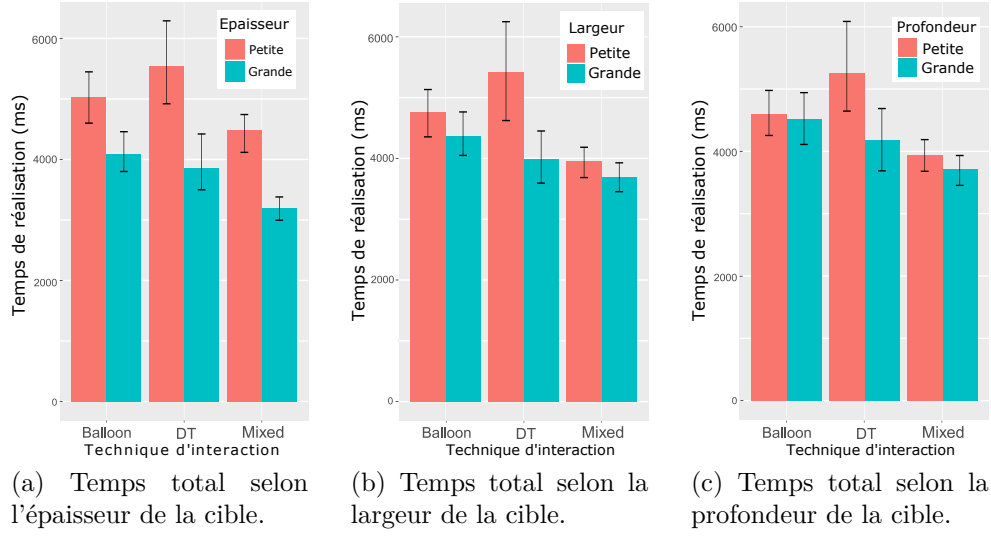 Epaisseur
Petite
Grande
6000
4000
2000
0
Temps de réalisation (ms)
Balloon
DT
Mixed
Technique d'interaction
(a) Temps total selon
l'épaisseur de la cible.
Largeur
Petite
Grande
6000
4000
2000
0
Temps de réalisation (ms)
Balloon
DT
Mixed
Technique d'interaction
(b) Temps total selon la
largeur de la cible.
Profondeur
Petite
Grande
6000
4000
2000
0
Temps de réalisation (ms)
Balloon
DT
Mixed
Technique d'interaction
(c) Temps total selon la
profondeur de la cible.